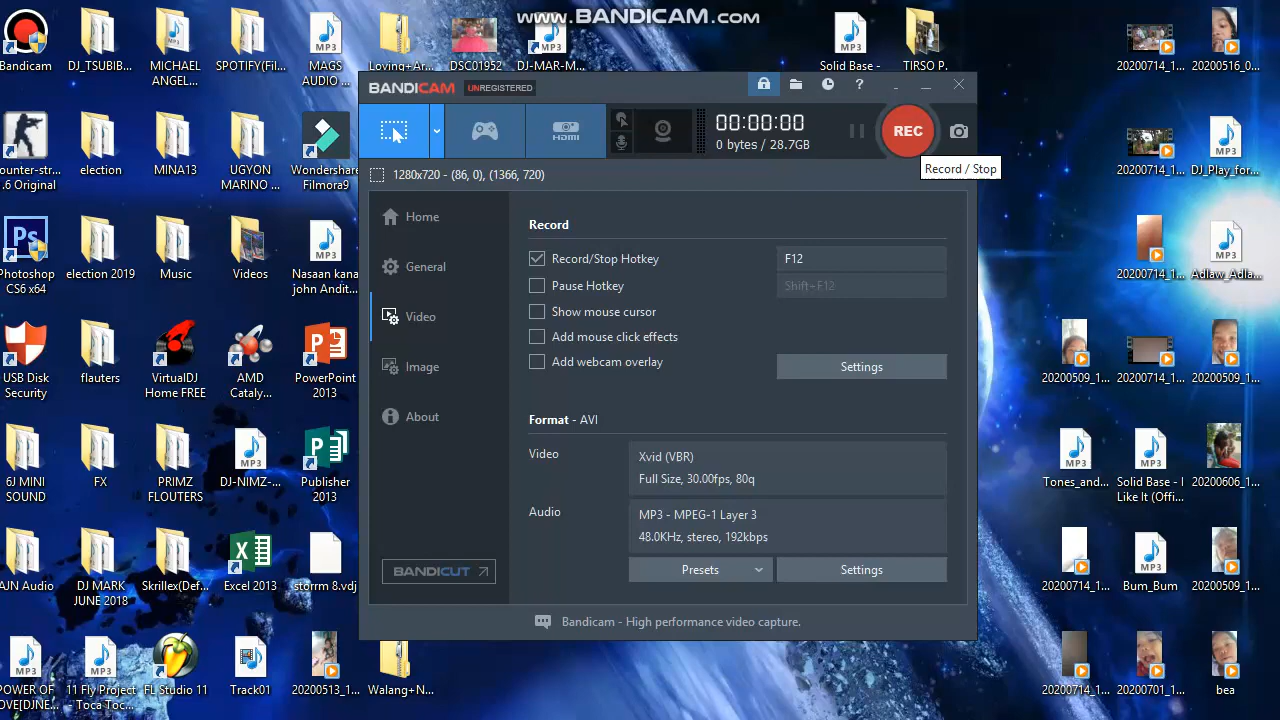 www.BANDICAM.com
Bandicam
DJ_TSUBIB...
MICHAEL
ANGEL...
SPOTIFY(Fil...
MAGS
AUDIO ...
Loving+Ar...
DSC01952
DJ-MAR-M...
Solid Base -
TIRSO P...
20200714_1...
20200516_0...
BANDICAM
UNREGISTERED
?
HDMI
00:00:00
0 bytes / 28.7GB
REC
Record / Stop
1280x720 - (86, 0), (1366, 720)
Home
General
Video
Image
About
BANDICUT
Record
Record/Stop Hotkey
F12
Pause Hotkey
Shift+F12
Show mouse cursor
Add mouse click effects
Add webcam overlay
Settings
Format - AVI
Video
Xvid (VBR)
Full Size, 30.00fps, 80q
Audio
MP3 - MPEG-1 Layer 3
48.0KHz, stereo, 192kbps
Presets
Settings
Bandicam - High performance video capture.
ounter-str...
.6 Original
election
MINA13
UGYON
MARINO ...
Wondershare
Filmora9
20200714_1...
DJ_Play_for...
Photoshop
CS6 x64
election 2019
Music
Videos
Nasaan kana
john Andit...
20200714_1...
Adlaw_Adla...
USB Disk
Security
flauters
VirtualDJ
Home FREE
AMD
Cataly...
PowerPoint
2013
20200509_1...
20200714_1...
20200509_1...
6J MINI
SOUND
FX
PRIMZ
FLOUTERS
DJ-NIMZ-...
Publisher
2013
Tones_and...
Solid Base - I
Like It (Offi...
20200606_1...
AJN Audio
DJ MARK
JUNE 2018
Skrillex(Def...
Excel 2013
storrm 8.vdj
20200714_1...
Bum_Bum
20200509_1...
POWER OF
OVE[DJNE...
11 Fly Project
Toca Toc...
FL Studio 11
Track01
20200513_1...
Walang+N...
20200714_1...
20200701_1...
bea